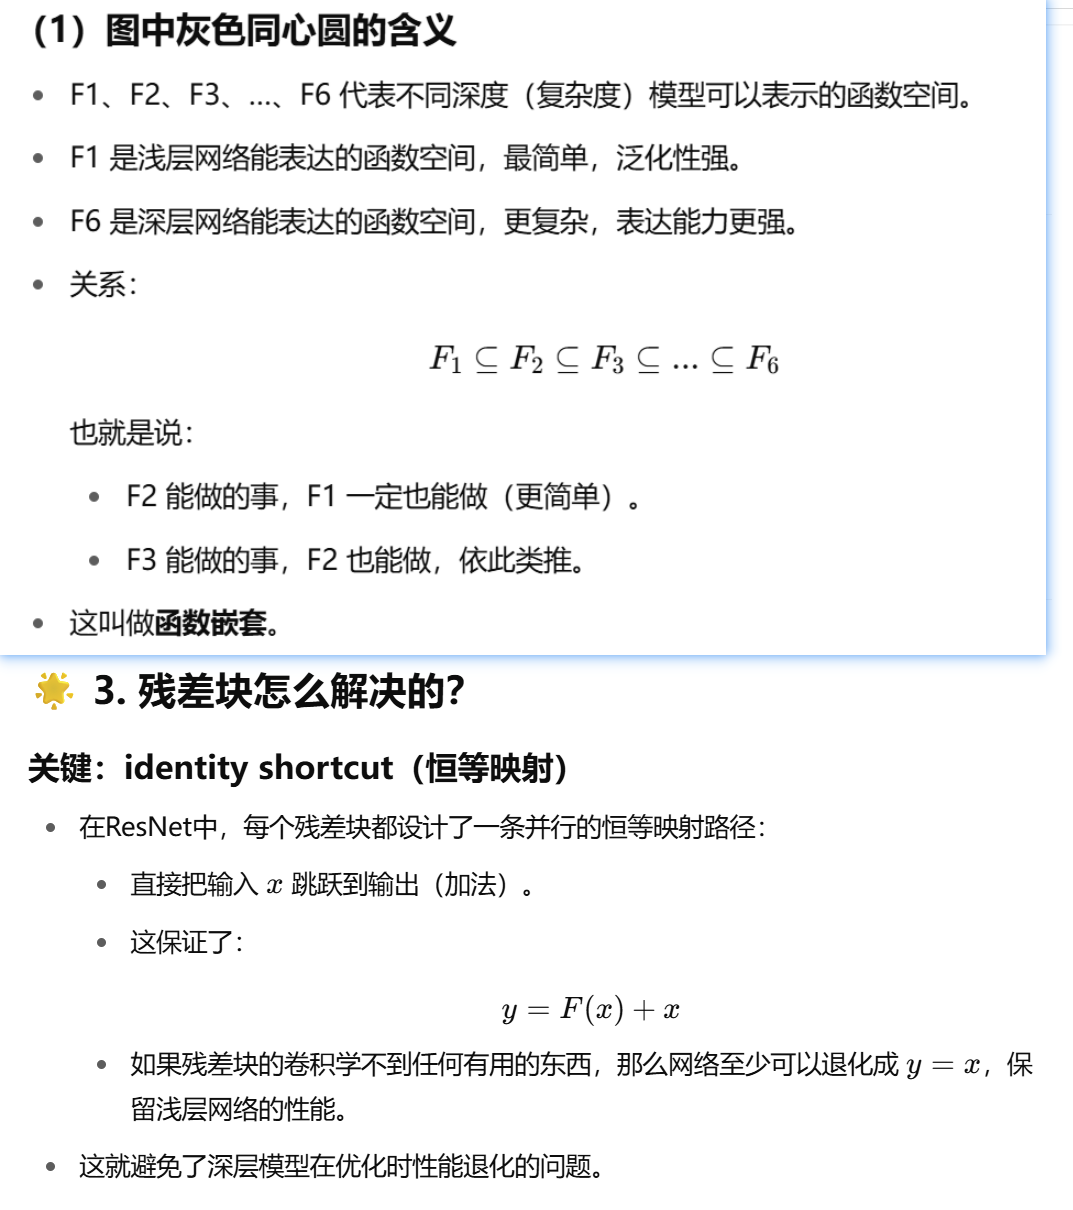 （1）图中灰色同心圆的含义
• F1、F2、F3、...、F6 代表不同深度（复杂度）模型可以表示的函数空间。
• F1 是浅层网络能表达的函数空间，最简单，泛化性强。
• F6 是深层网络能表达的函数空间，更复杂，表达能力更强。
• 关系：
F₁ ⊆ F₂ ⊆ F₃ ⊆ ... ⊆ F₆
也就是说：
• F2 能做的事，F1 一定也能做（更简单）。
• F3 能做的事，F2 也能做，依此类推。
• 这叫做函数嵌套。
🌟 3. 残差块怎么解决的？
关键：identity shortcut（恒等映射）
• 在ResNet中，每个残差块都设计了一条并行的恒等映射路径：
• 直接把输入 x 跳跃到输出（加法）。
• 这保证了：
y = F(x) + x
• 如果残差块的卷积学不到任何有用的东西，那么网络至少可以退化成 y = x，保
留浅层网络的性能。
• 这就避免了深层模型在优化时性能退化的问题。